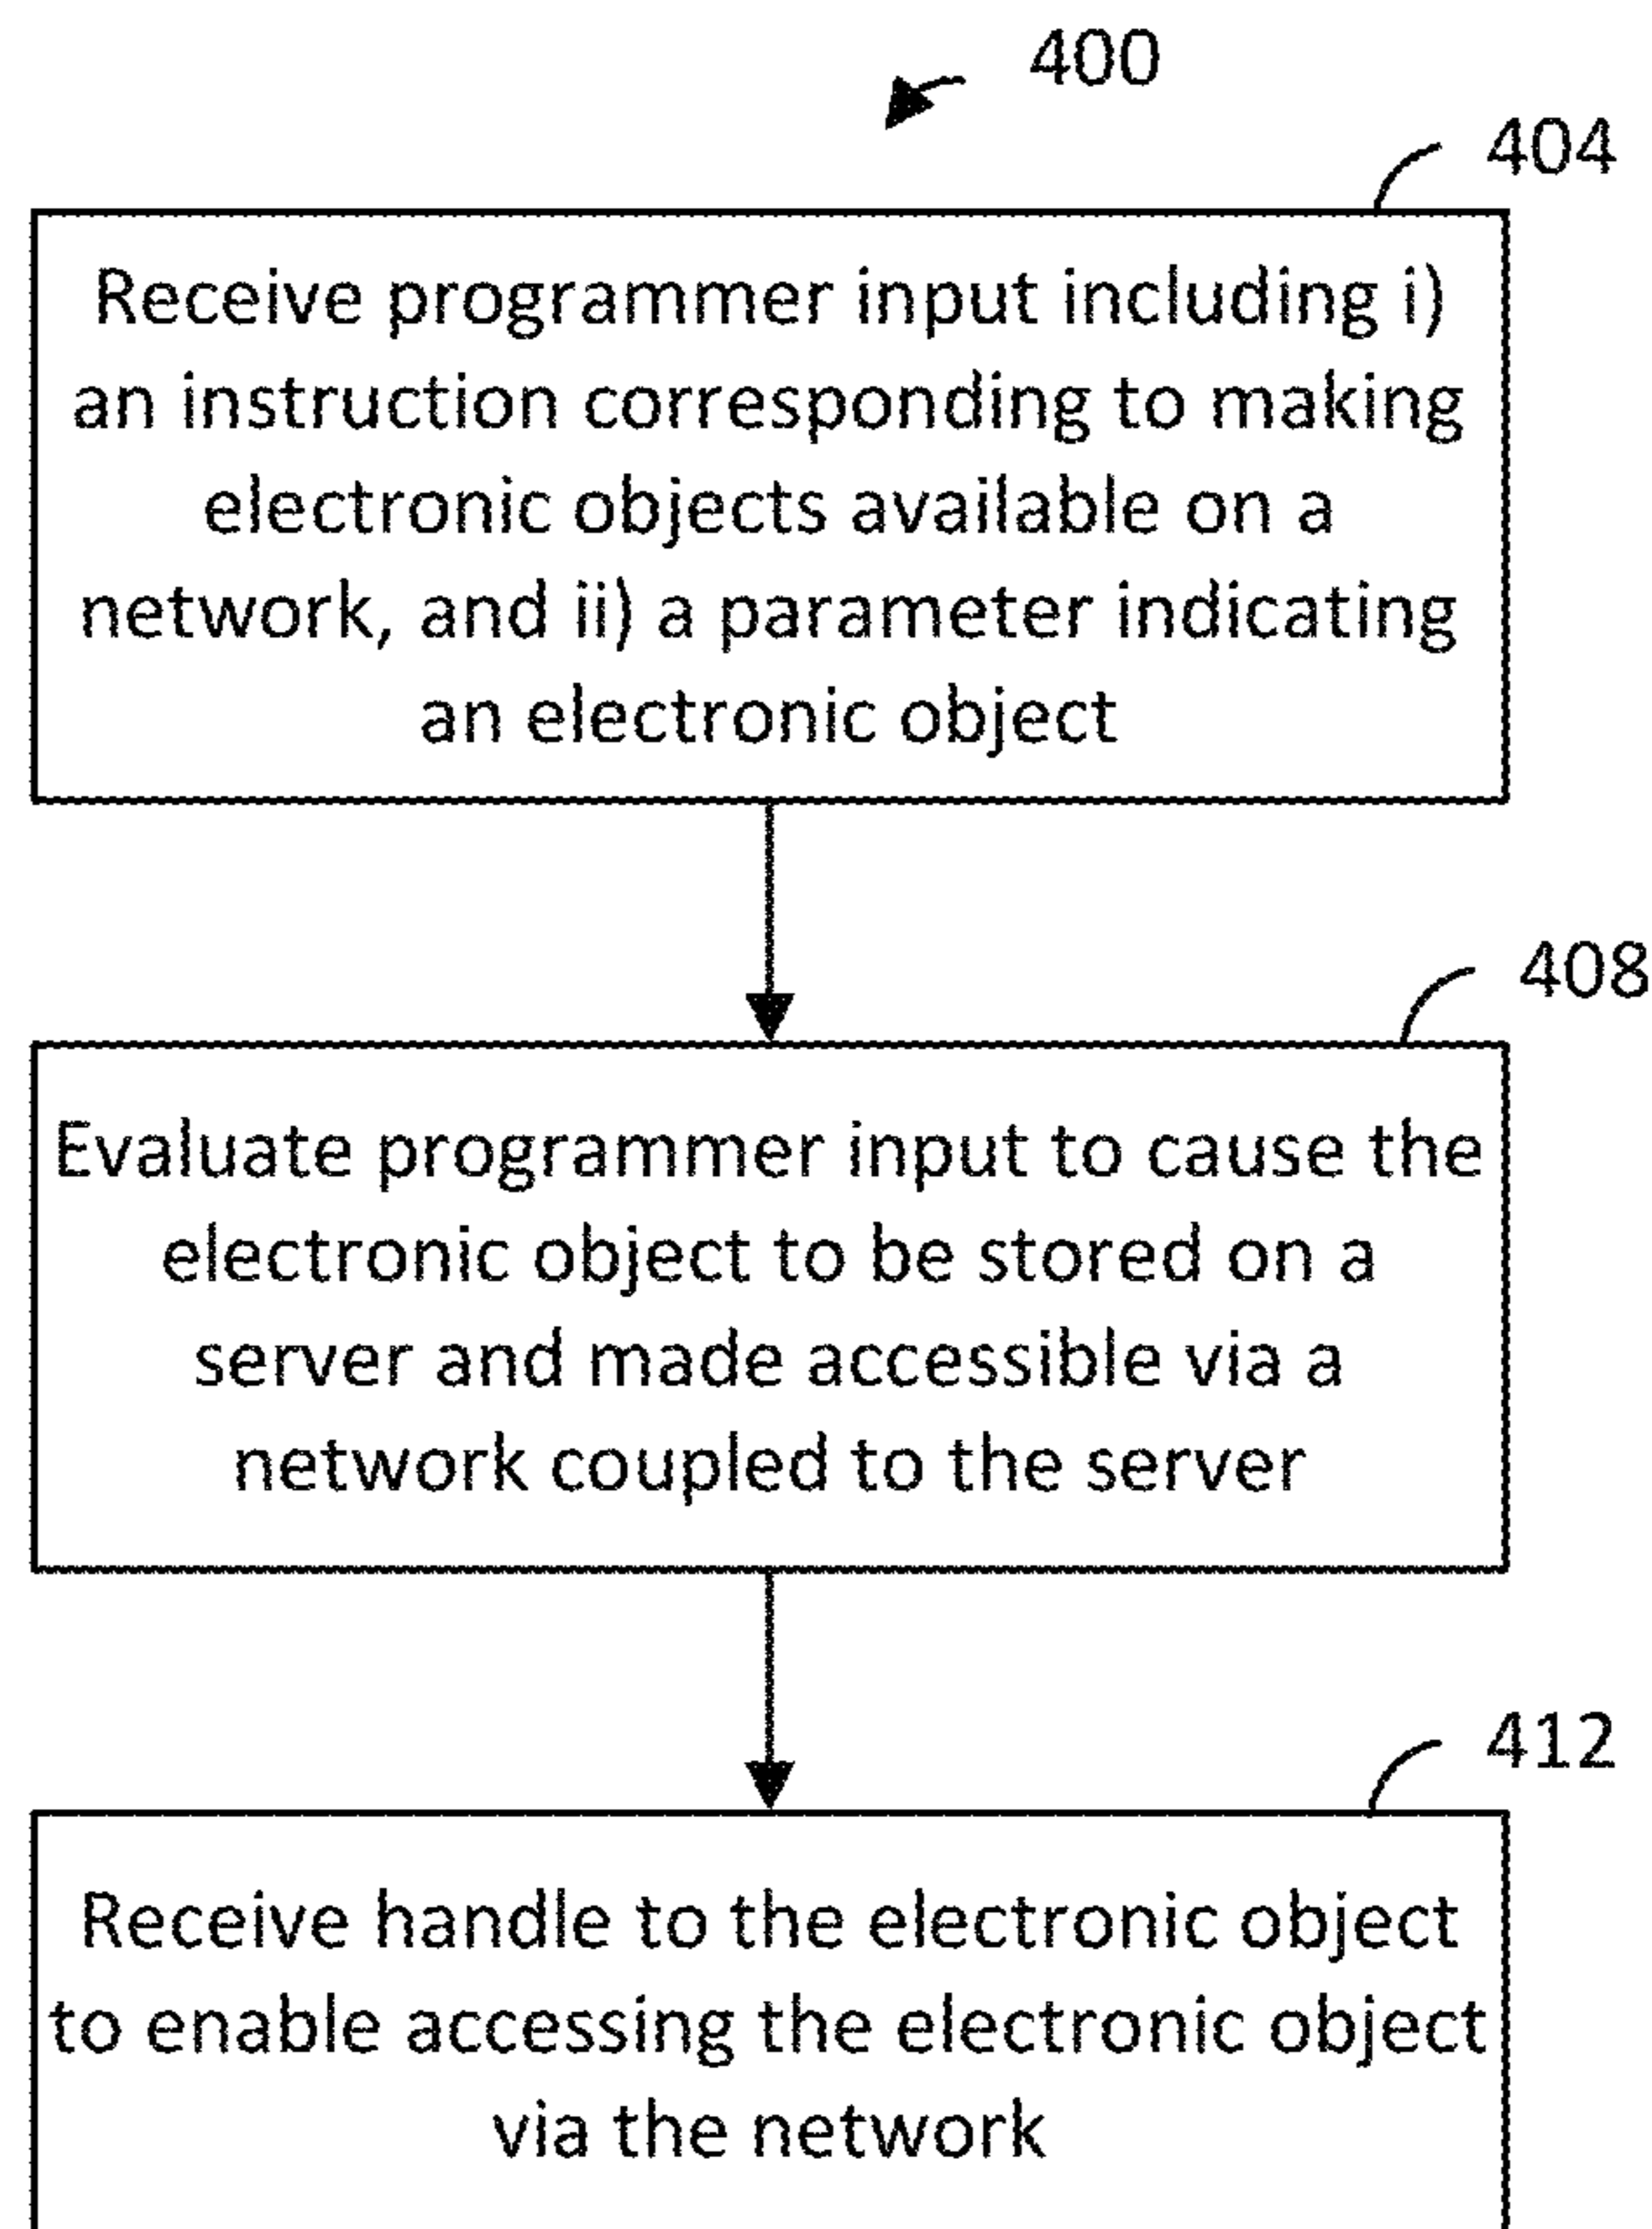 400
404
Receive programmer input including i)
an instruction corresponding to making
electronic objects available on a
network, and ii) a parameter indicating
an electronic object
408
Evaluate programmer input to cause the
electronic object to be stored on a
server and made accessible via a
network coupled to the server
412
Receive handle to the electronic object
to enable accessing the electronic object
via the network